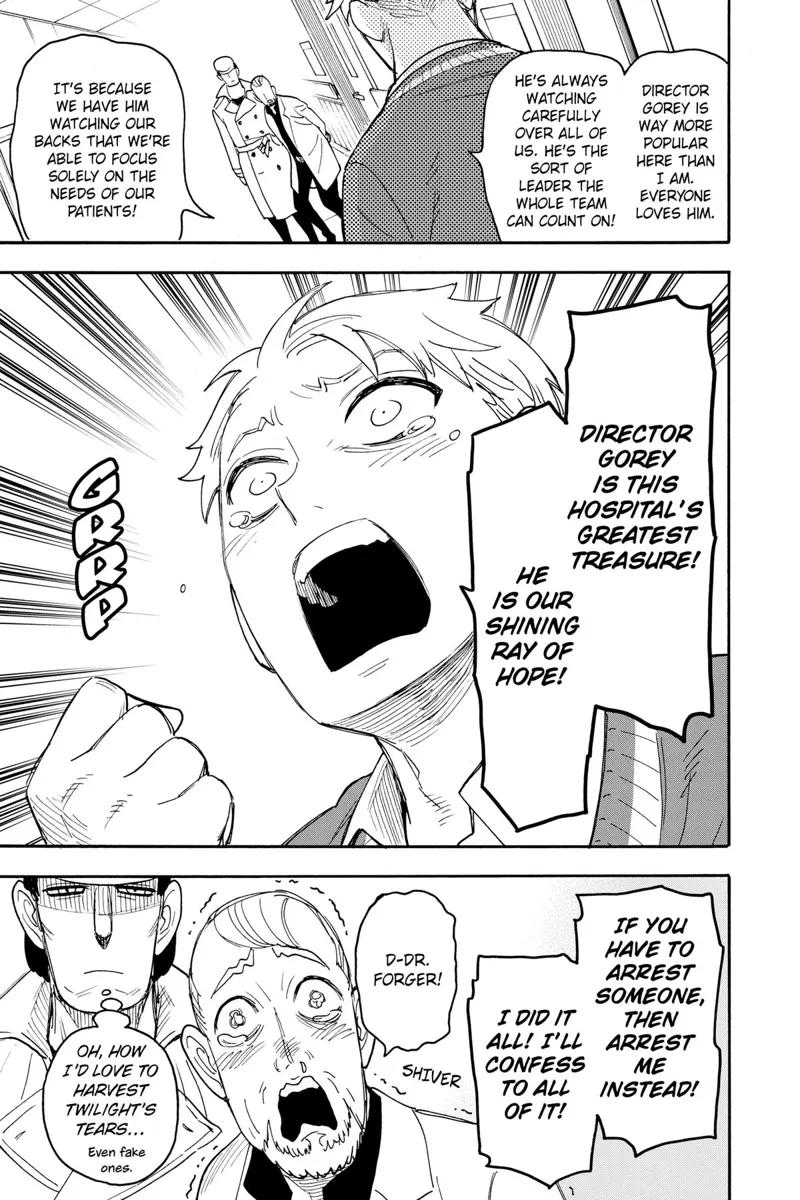 DIRECTOR
GOREY IS
WAY MORE
POPULAR
HERE THAN
I AM.
EVERYONE
LOVES HIM.
HE'S ALWAYS
WATCHING
CAREFULLY
OVER ALL OF
US. HE'S THE
SORT OF
LEADER THE
WHOLE TEAM
CAN COUNT ON!
IT'S BECAUSE
WE HAVE HIM
WATCHING OUR
BACKS THAT WE'RE
ABLE TO FOCUS
SOLELY ON THE
NEEDS OF OUR
PATIENTS!
DIRECTOR
GOREY
IS THIS
HOSPITAL'S
GREATEST
TREASURE!
HE
IS OUR
SHINING
RAY OF
HOPE!
GRRP
IF YOU
HAVE TO
ARREST
SOMEONE,
THEN
ARREST
ME
INSTEAD!
I DID IT
ALL! I'LL
CONFESS
TO ALL
OF IT!
D-DR.
FORGER!
SHIVER
OH, HOW
I'D LOVE TO
HARVEST
TWILIGHT'S
TEARS...
Even fake
ones.